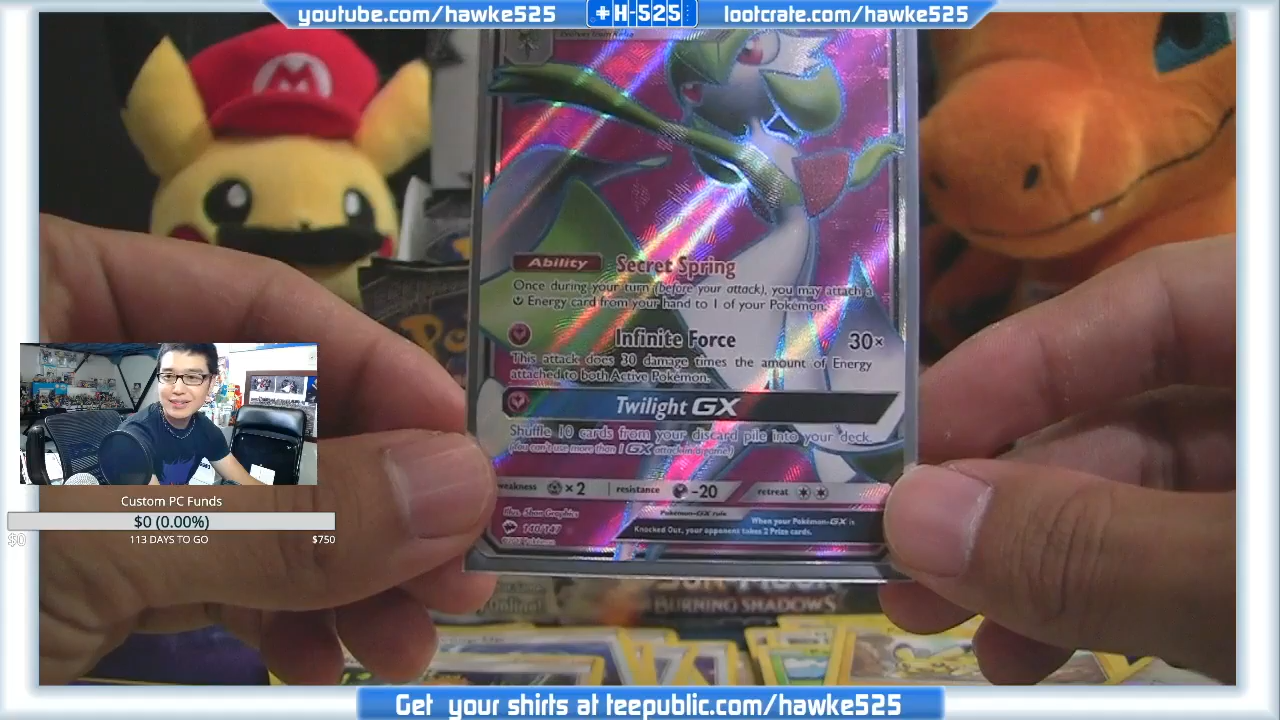 youtube.com/hawke525
+H-525
lootcrate.com/hawke525
M
Ability Secret Spring
Once during your turn (before your attack), you may attach a
Energy card from your hand to 1 of your Pokémon.
Infinite Force 30×
This attack does 30 damage times the amount of Energy
attached to both Active Pokémon.
Twilight GX
Shuffle 10 cards from your discard pile into your deck.
(You can't use more than 1 GX attack in a game.)
weakness ×2 resistance -20 retreat
Pokémon-GX rule
When your Pokémon-GX is
Knocked Out, your opponent takes 2 Prize cards.
Illus. 5ban Graphics
140/147
BURNING SHADOWS
Custom PC Funds
$0 (0.00%)
$0 113 DAYS TO GO $750
Get your shirts at teepublic.com/hawke525